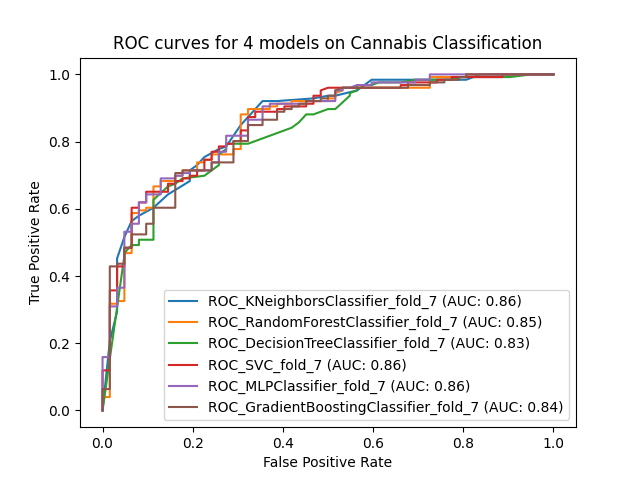 ROC curves for 4 models on Cannabis Classification
True Positive Rate
1.0
0.8
0.6
0.4
0.2
0.0
ROC_KNeighborsClassifier_fold_7 (AUC: 0.86)
ROC_RandomForestClassifier_fold_7 (AUC: 0.85)
ROC_DecisionTreeClassifier_fold_7 (AUC: 0.83)
ROC_SVC_fold_7 (AUC: 0.86)
ROC_MLPClassifier_fold_7 (AUC: 0.86)
ROC_GradientBoostingClassifier_fold_7 (AUC: 0.84)
0.0 0.2 0.4 0.6 0.8 1.0
False Positive Rate